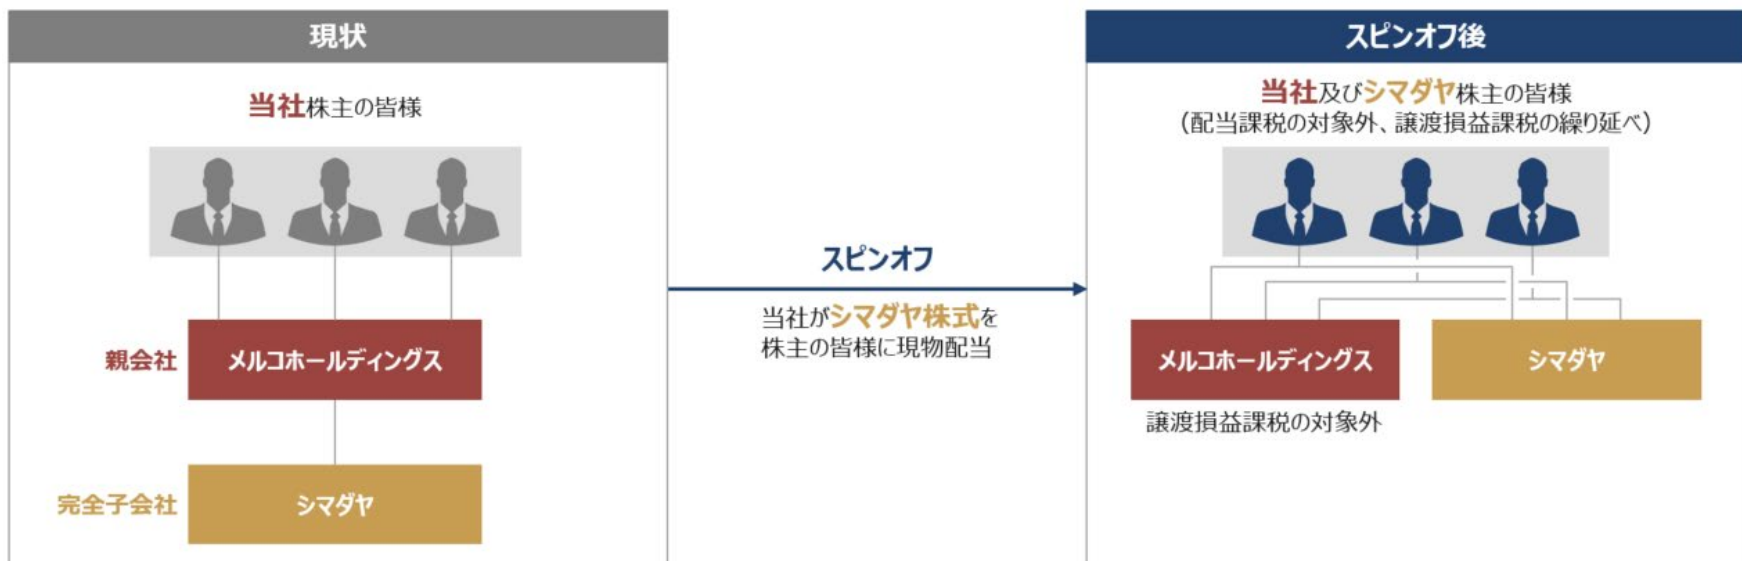 現状
当社株主の皆様
親会社
メルコホールディングス
完全子会社
シマダヤ
スピンオフ
当社がシマダヤ株式を
株主の皆様に現物配当
スピンオフ後
当社及びシマダヤ株主の皆様
（配当課税の対象外、譲渡損益課税の繰り延べ）
メルコホールディングス
シマダヤ
譲渡損益課税の対象外